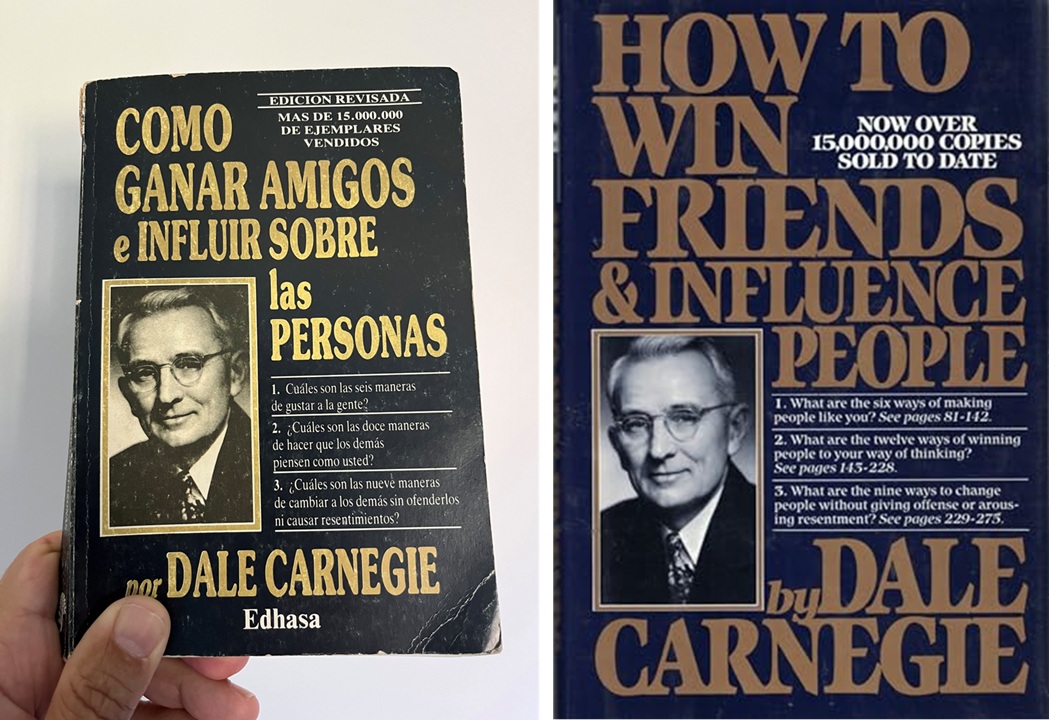 COMO
EDICION REVISADA
MAS DE 15.000.000
DE EJEMPLARES
VENDIDOS
GANAR AMIGOS
e INFLUIR SOBRE
las
PERSONAS
1. Cuáles son las seis maneras
de gustar a la gente?
2. ¿Cuáles son las doce maneras
de hacer que los demás
piensen como usted?
3. ¿Cuáles son las nueve maneras
de cambiar a los demás sin ofenderlos
ni causar resentimientos?
por DALE CARNEGIE
Edhasa
HOW TO
WIN
NOW OVER
15,000,000 COPIES
SOLD TO DATE
FRIENDS
& INFLUENCE
PEOPLE
1. What are the six ways of making
people like you? See pages 81-142.
2. What are the twelve ways of winning
people to your way of thinking?
See pages 143-228.
3. What are the nine ways to change
people without giving offense or arous-
ing resentment? See pages 229-275.
by DALE
CARNEGIE